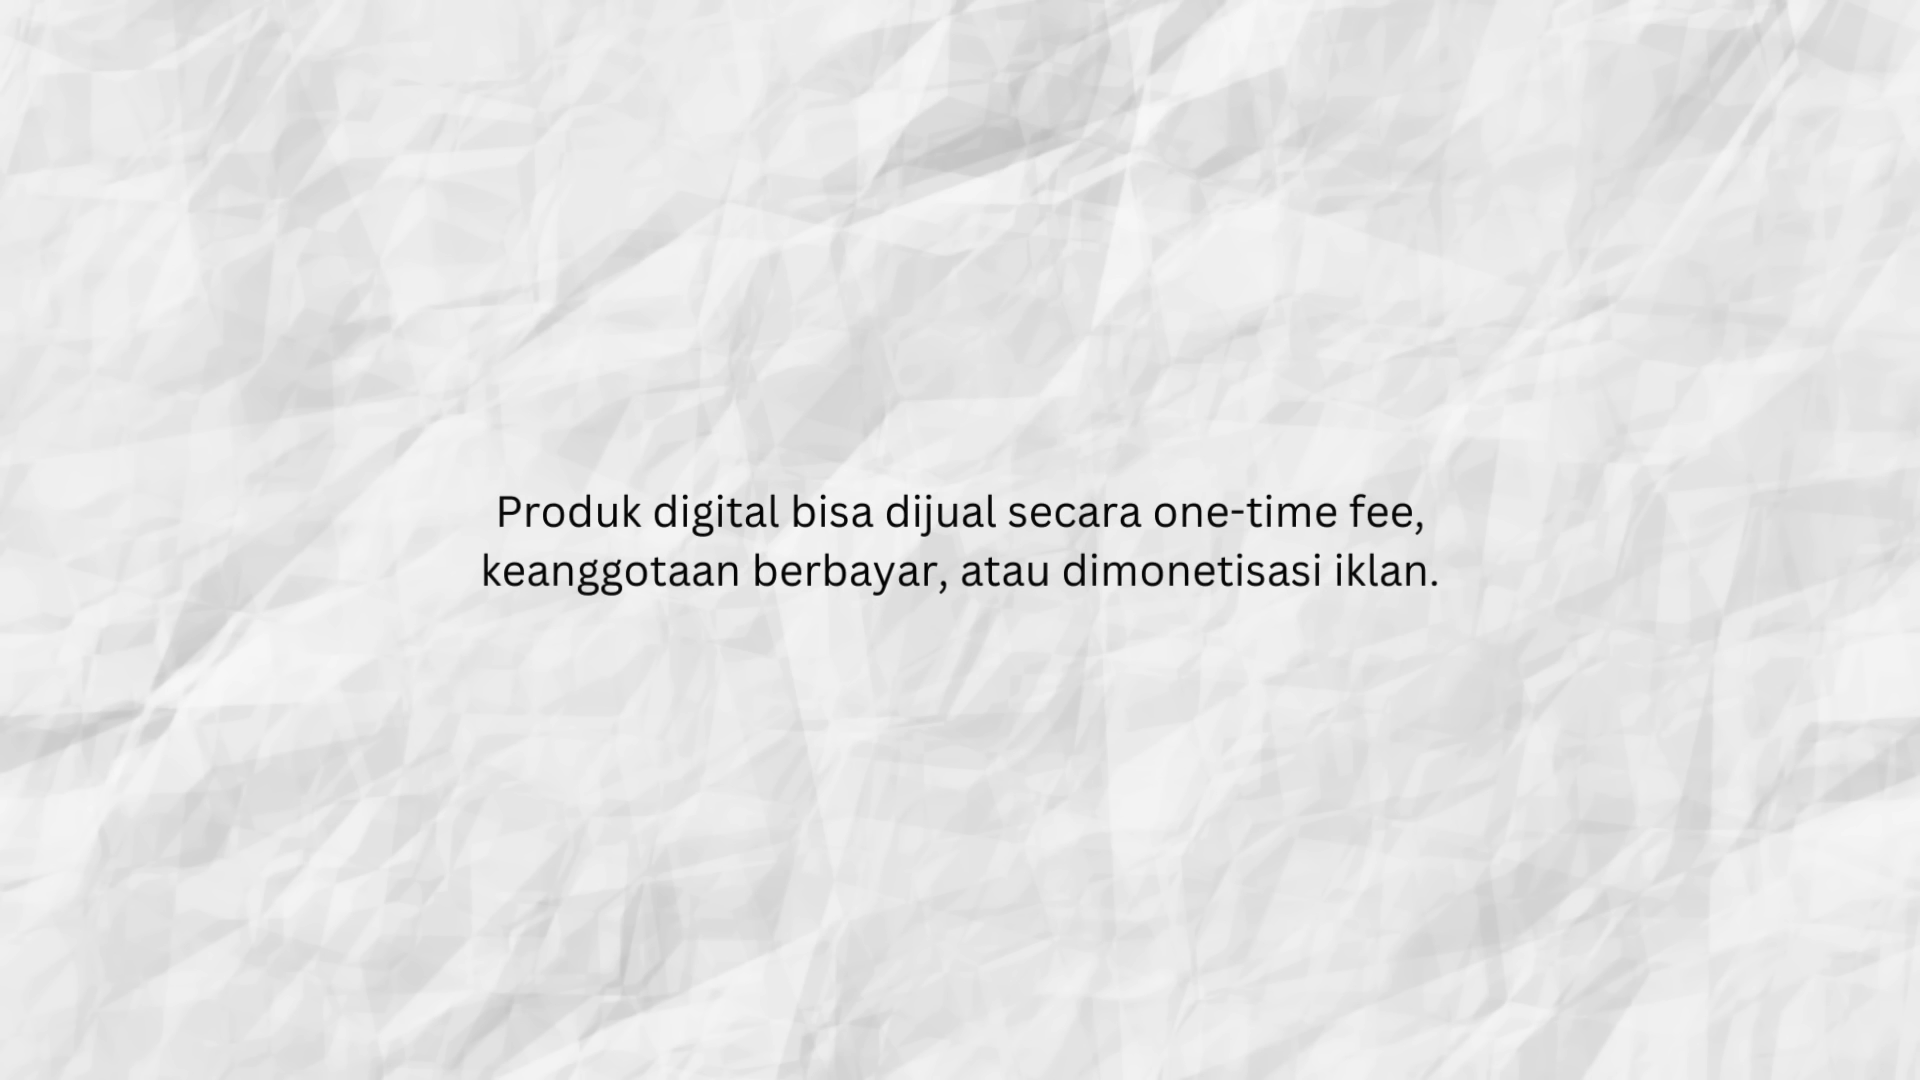 Produk digital bisa dijual secara one-time fee,
keanggotaan berbayar, atau dimonetisasi iklan.